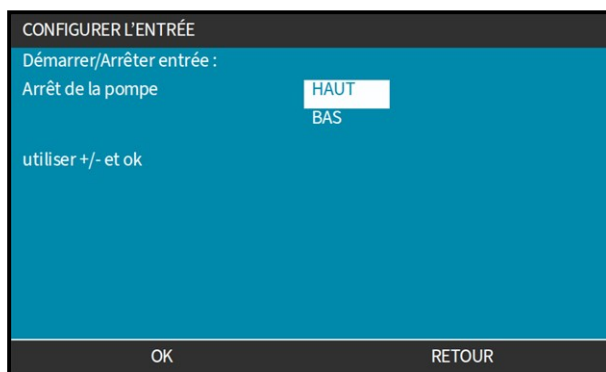 CONFIGURER L'ENTRÉE
Démarrer/Arrêter entrée :
Arrêt de la pompe HAUT
BAS
utiliser +/- et ok
OK RETOUR